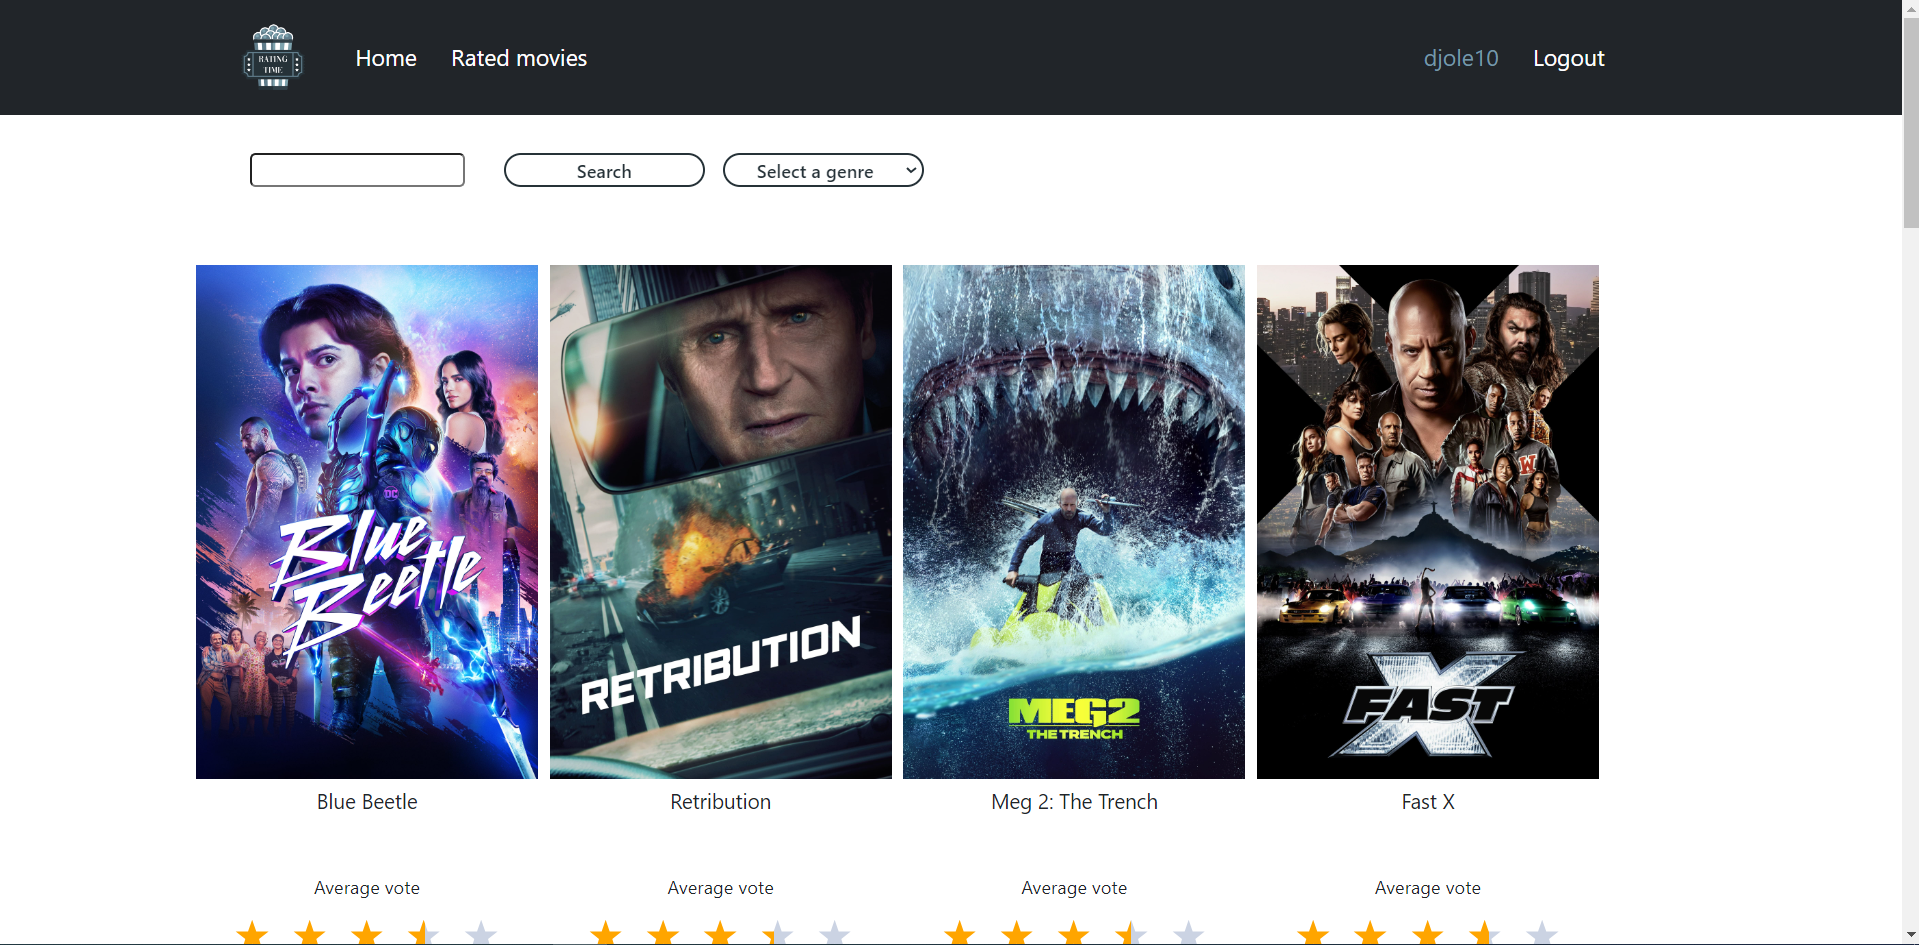 RATING
TIME
Home
Rated movies
djole10
Logout
Search
Select a genre
DC
Blue
Beetle
RETRIBUTION
MEG2
THE TRENCH
W
FAST
X
Blue Beetle
Retribution
Meg 2: The Trench
Fast X
Average vote
Average vote
Average vote
Average vote